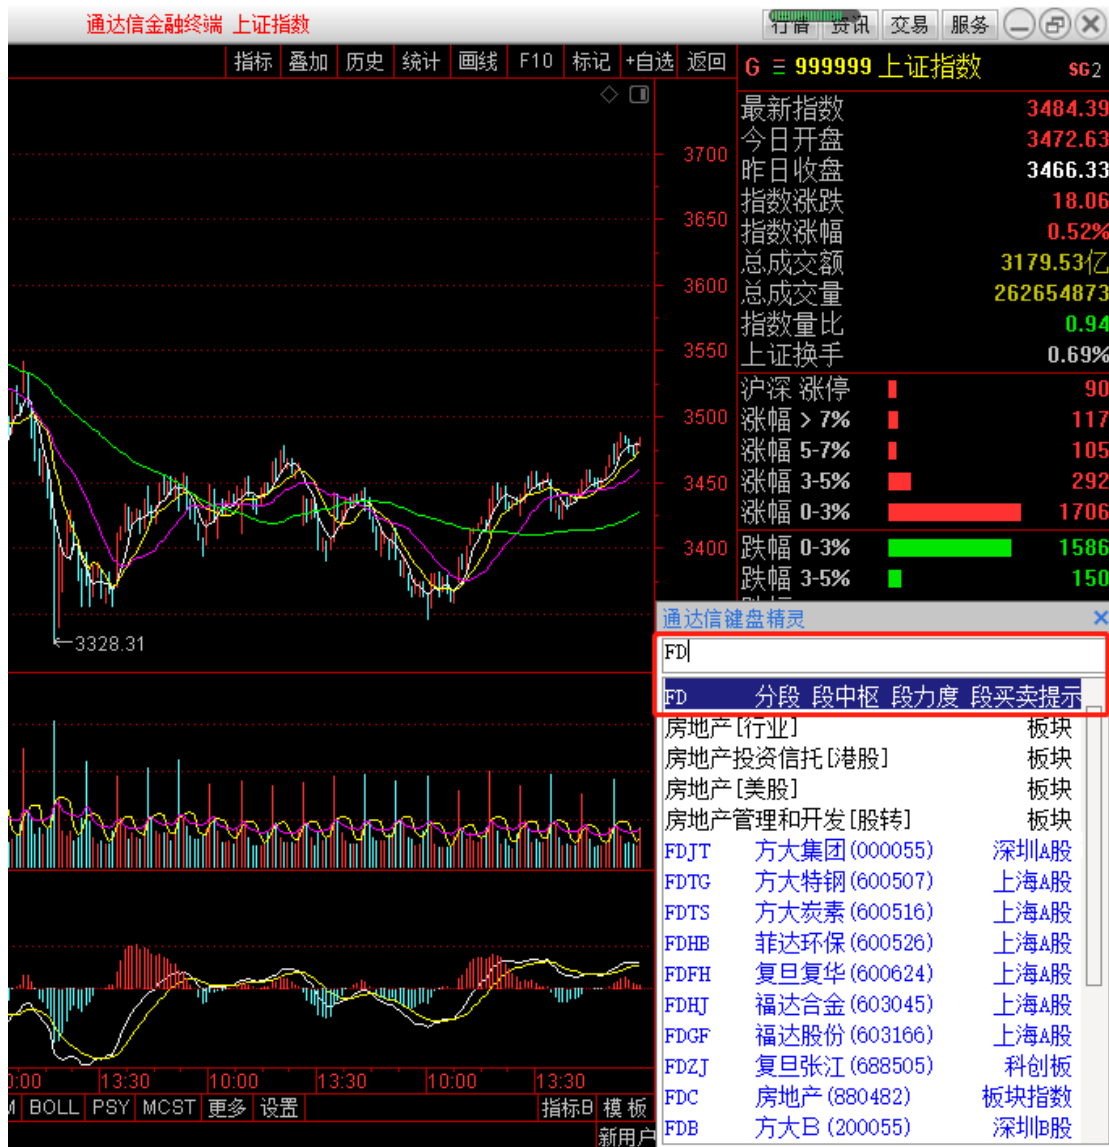 通达信金融终端 上证指数
行情 资讯 交易 服务
指标 叠加 历史 统计 画线 F10 标记 +自选 返回
G 999999 上证指数 SG2
最新指数 3484.39
今日开盘 3472.63
昨日收盘 3466.33
指数涨跌 18.06
指数涨幅 0.52%
总成交额 3179.53亿
总成交量 262654873
指数量比 0.94
上证换手 0.69%
沪深 涨停 90
涨幅 > 7% 117
涨幅 5-7% 105
涨幅 3-5% 292
涨幅 0-3% 1706
跌幅 0-3% 1586
跌幅 3-5% 150
3700
3650
3600
3550
3500
3450
3400
←3328.31
通达信键盘精灵 ×
FD
FD 分段 段中枢 段力度 段买卖提示
房地产[行业] 板块
房地产投资信托[港股] 板块
房地产[美股] 板块
房地产管理和开发[股转] 板块
FDJT 方大集团(000055) 深圳A股
FDTG 方大特钢(600507) 上海A股
FDTS 方大炭素(600516) 上海A股
FDHB 菲达环保(600526) 上海A股
FDFH 复旦复华(600624) 上海A股
FDHJ 福达合金(603045) 上海A股
FDGF 福达股份(603166) 上海A股
FDZJ 复旦张江(688505) 科创板
FDC 房地产(880482) 板块指数
FDB 方大B(200055) 深圳B股
0:00 13:30 10:00 13:30 10:00 13:30
BOLL PSY MCST 更多 设置 指标B 模板
新用户